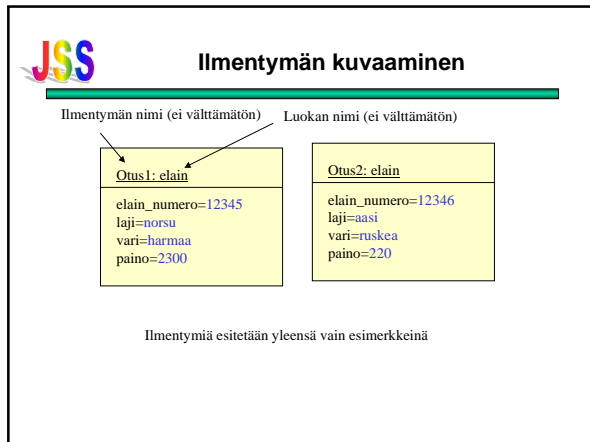 JSS
Ilmentymän kuvaaminen
Ilmentymän nimi (ei välttämätön)
Luokan nimi (ei välttämätön)
Otus1: elain
elain_numero=12345
laji=norsu
vari=harmaa
paino=2300
Otus2: elain
elain_numero=12346
laji=aasi
vari=ruskea
paino=220
Ilmentymiä esitetään yleensä vain esimerkkeinä